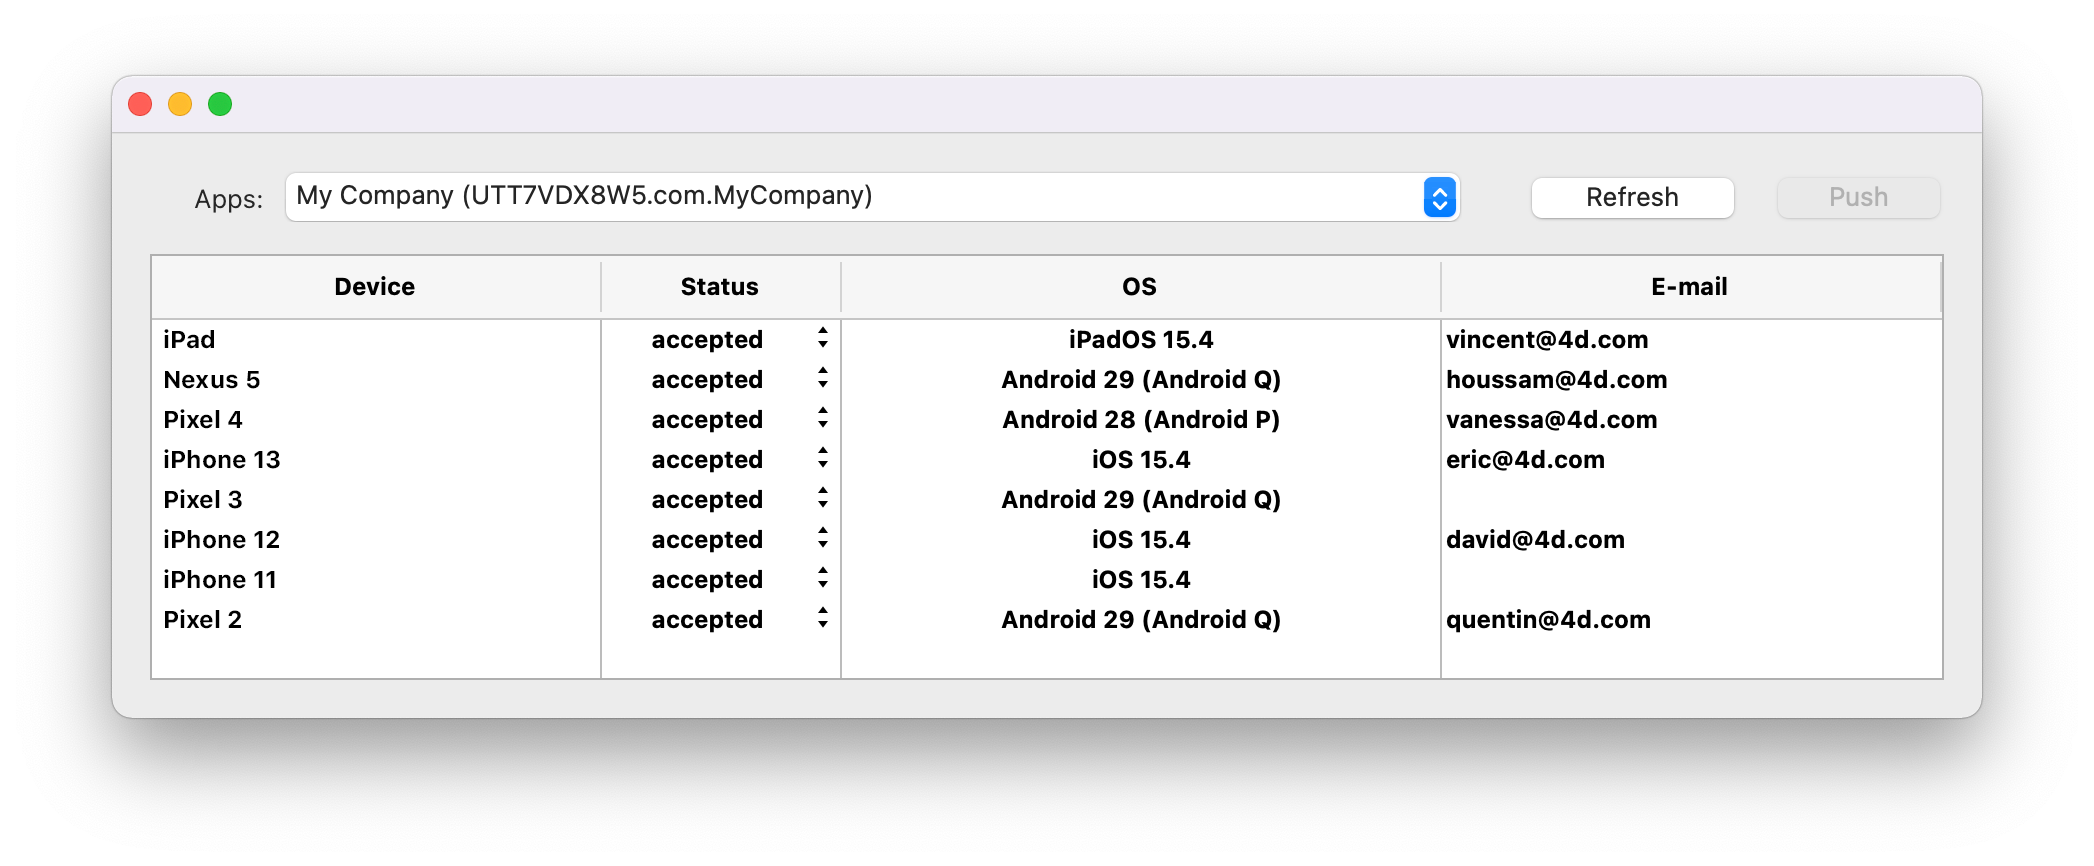 Apps: My Company (UTT7VDX8W5.com.MyCompany) Refresh Push
Device Status OS E-mail
iPad accepted iPadOS 15.4 vincent@4d.com
Nexus 5 accepted Android 29 (Android Q) houssam@4d.com
Pixel 4 accepted Android 28 (Android P) vanessa@4d.com
iPhone 13 accepted iOS 15.4 eric@4d.com
Pixel 3 accepted Android 29 (Android Q)
iPhone 12 accepted iOS 15.4 david@4d.com
iPhone 11 accepted iOS 15.4
Pixel 2 accepted Android 29 (Android Q) quentin@4d.com